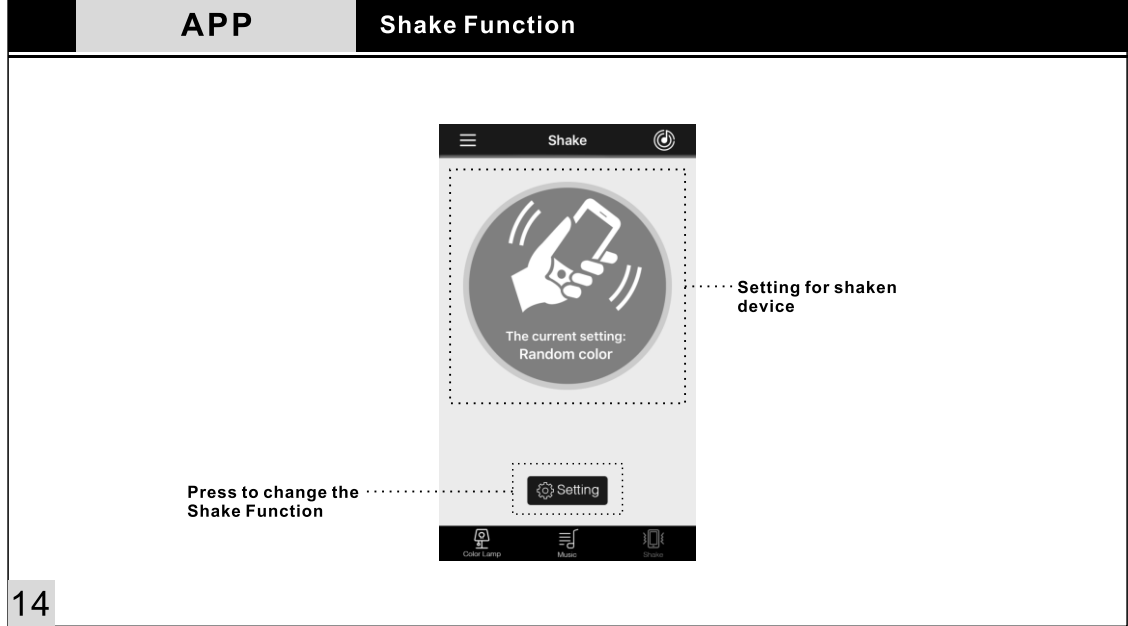 APP
Shake Function
Shake
The current setting:
Random color
Setting for shaken
device
Press to change the
Shake Function
Setting
Color Lamp
Music
Shake
14